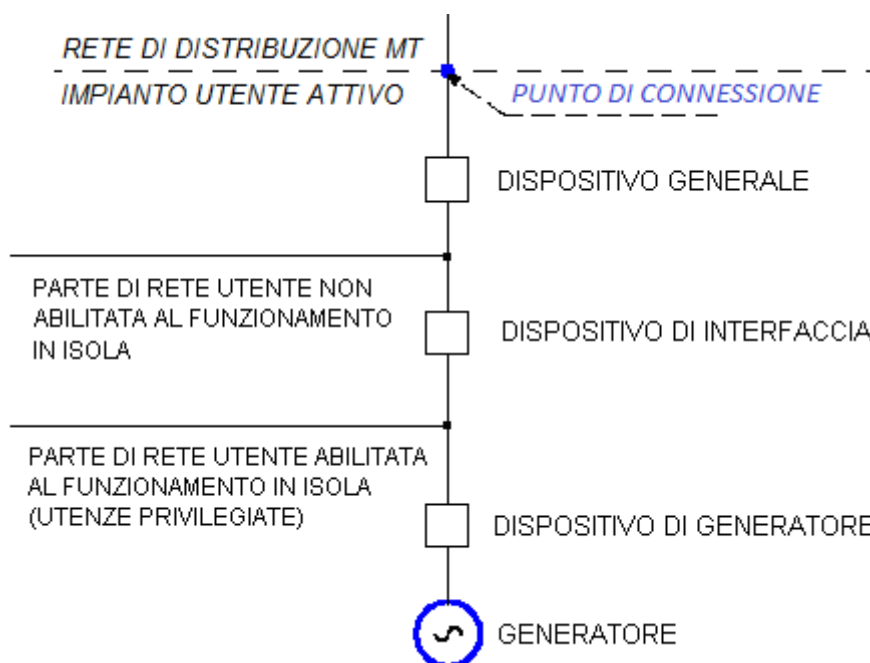 RETE DI DISTRIBUZIONE MT
IMPIANTO UTENTE ATTIVO
PUNTO DI CONNESSIONE
DISPOSITIVO GENERALE
PARTE DI RETE UTENTE NON
ABILITATA AL FUNZIONAMENTO
IN ISOLA
DISPOSITIVO DI INTERFACCIA
PARTE DI RETE UTENTE ABILITATA
AL FUNZIONAMENTO IN ISOLA
(UTENZE PRIVILEGIATE)
DISPOSITIVO DI GENERATORE
GENERATORE